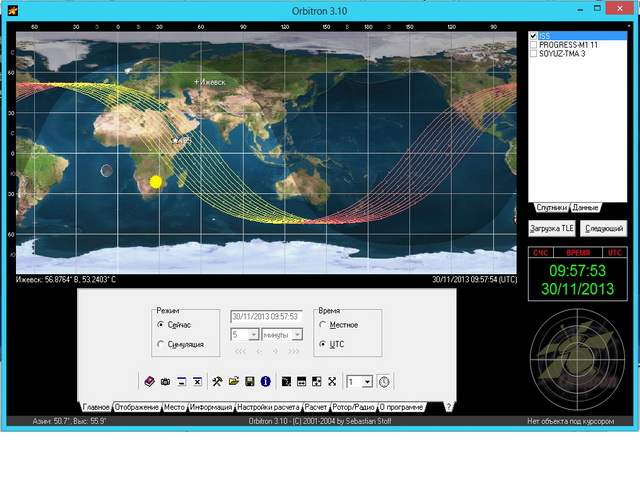 Orbitron 3.10
60 30 0 30 60 90 120 150 180 150 120 90
ISS
PROGRESS-M1 11
SOYUZ-TMA 3
60
30
0
30
60
Ижевск
ISS
Спутники Данные
Загрузка TLE Следующий
СЧС ВРЕМЯ UTC
09:57:53
30/11/2013
Ижевск: 56.8764° В, 53.2403° С 30/11/2013 - 09:57:54 (UTC)
Режим
Сейчас
Симуляция
30/11/2013 09:57:53
5 минуты
<<< <- -> >>>
Время
Местное
UTC
1
Главное Отображение Место Информация Настройки расчета Расчет Ротор/Радио О программе ?
Азим: 50.7°, Выс: 55.9° Orbitron 3.10 - (C) 2001-2004 by Sebastian Stoff Нет объекта под курсором